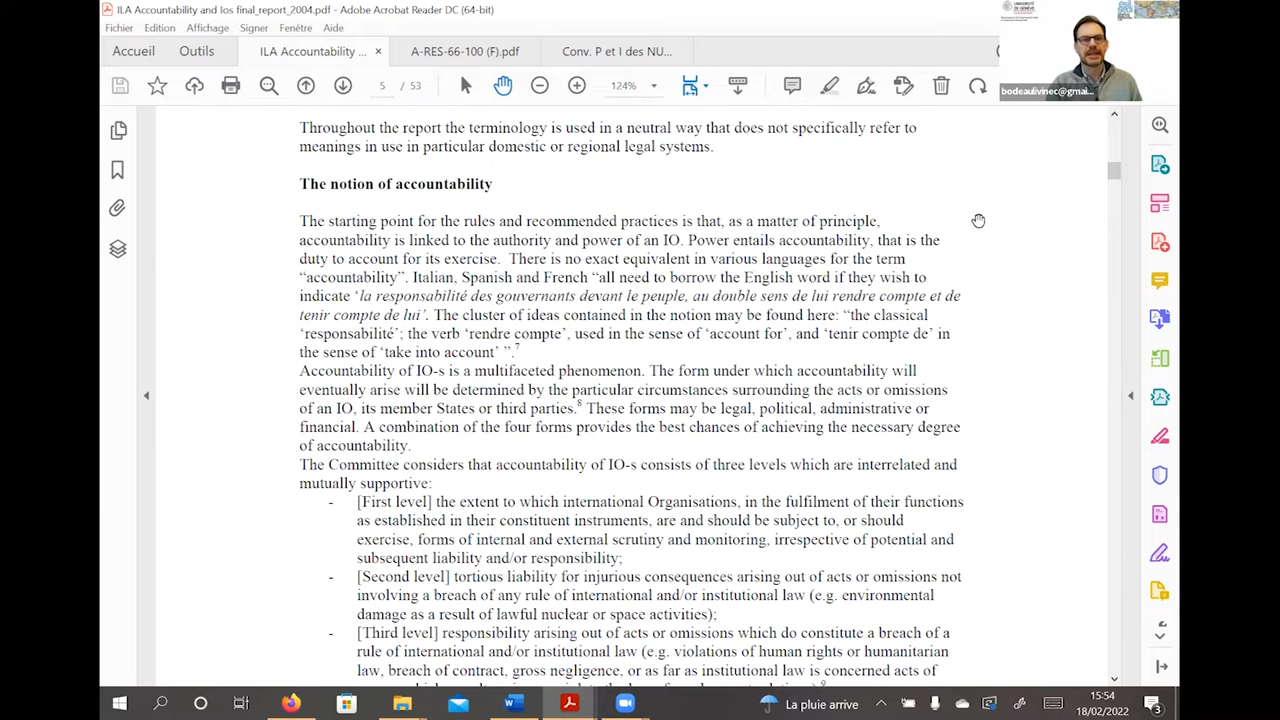 ILA Accountability and Ios final_report_2004.pdf - Adobe Acrobat Reader DC (64-bit)
Fichier Edition Affichage Signer Fenêtre Aide
Accueil Outils ILA Accountability ... × A-RES-66-100 (F).pdf Conv. P et I des NU...
5 / 53 124%
UNIVERSITÉ DE GENÈVE
bodeaulivinec@gmai...
Throughout the report the terminology is used in a neutral way that does not specifically refer to
meanings in use in particular domestic or regional legal systems.
The notion of accountability
The starting point for the rules and recommended practices is that, as a matter of principle,
accountability is linked to the authority and power of an IO. Power entails accountability, that is the
duty to account for its exercise. There is no exact equivalent in various languages for the term
“accountability”. Italian, Spanish and French “all need to borrow the English word if they wish to
indicate ‘la responsabilité des gouvernants devant le peuple, au double sens de lui rendre compte et de
tenir compte de lui’. The cluster of ideas contained in the notion may be found here: “the classical
‘responsabilité’; the verb ‘rendre compte’, used in the sense of ‘account for’, and ‘tenir compte de’ in
the sense of ‘take into account’ ”.7
Accountability of IO-s is a multifaceted phenomenon. The form under which accountability will
eventually arise will be determined by the particular circumstances surrounding the acts or omissions
of an IO, its member States or third parties.8 These forms may be legal, political, administrative or
financial. A combination of the four forms provides the best chances of achieving the necessary degree
of accountability.
The Committee considers that accountability of IO-s consists of three levels which are interrelated and
mutually supportive:
- [First level] the extent to which international Organisations, in the fulfilment of their functions
as established in their constituent instruments, are and should be subject to, or should
exercise, forms of internal and external scrutiny and monitoring, irrespective of potential and
subsequent liability and/or responsibility;
- [Second level] tortious liability for injurious consequences arising out of acts or omissions not
involving a breach of any rule of international and/or institutional law (e.g. environmental
damage as a result of lawful nuclear or space activities);
- [Third level] responsibility arising out of acts or omissions which do constitute a breach of a
rule of international and/or institutional law (e.g. violations of human rights or humanitarian
law, breach of contract, gross negligence, or as far as institutional law is concerned acts of
La pluie arrive 15:54
18/02/2022
3